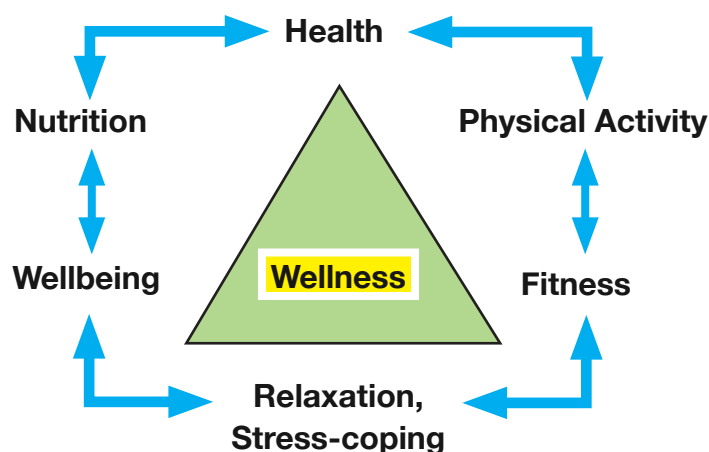 Health
Nutrition
Physical Activity
Wellness
Wellbeing
Fitness
Relaxation,
Stress-coping